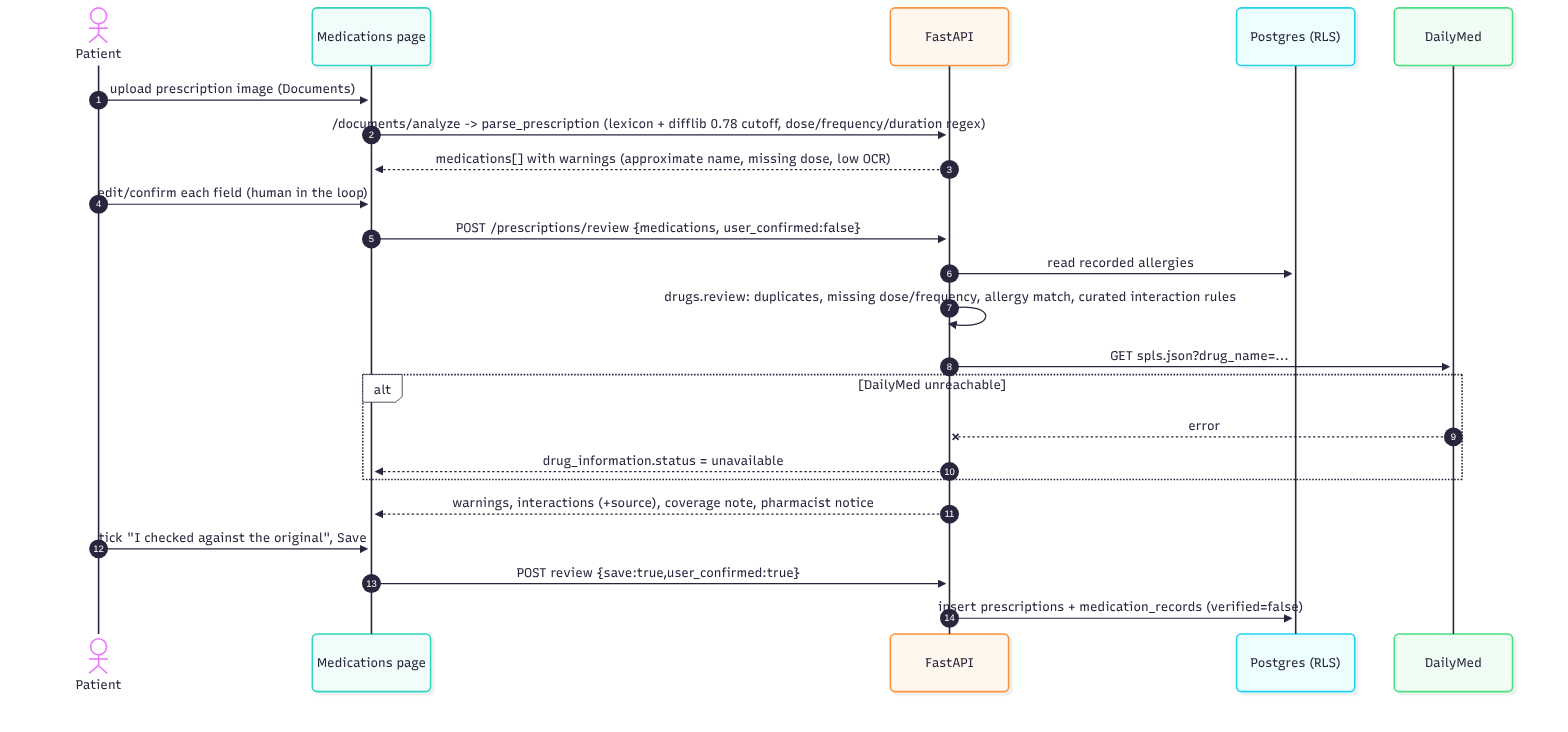 Patient
Medications page
FastAPI
Postgres (RLS)
DailyMed
upload prescription image (Documents)
1
/documents/analyze -> parse_prescription (lexicon + difflib 0.78 cutoff, dose/frequency/duration regex)
2
medications[] with warnings (approximate name, missing dose, low OCR)
3
edit/confirm each field (human in the loop)
4
POST /prescriptions/review {medications, user_confirmed:false}
5
read recorded allergies
6
drugs.review: duplicates, missing dose/frequency, allergy match, curated interaction rules
7
GET spls.json?drug_name=...
8
alt
[DailyMed unreachable]
error
9
drug_information.status = unavailable
10
warnings, interactions (+source), coverage note, pharmacist notice
11
tick "I checked against the original", Save
12
POST review {save:true,user_confirmed:true}
13
insert prescriptions + medication_records (verified=false)
14
Patient
Medications page
FastAPI
Postgres (RLS)
DailyMed